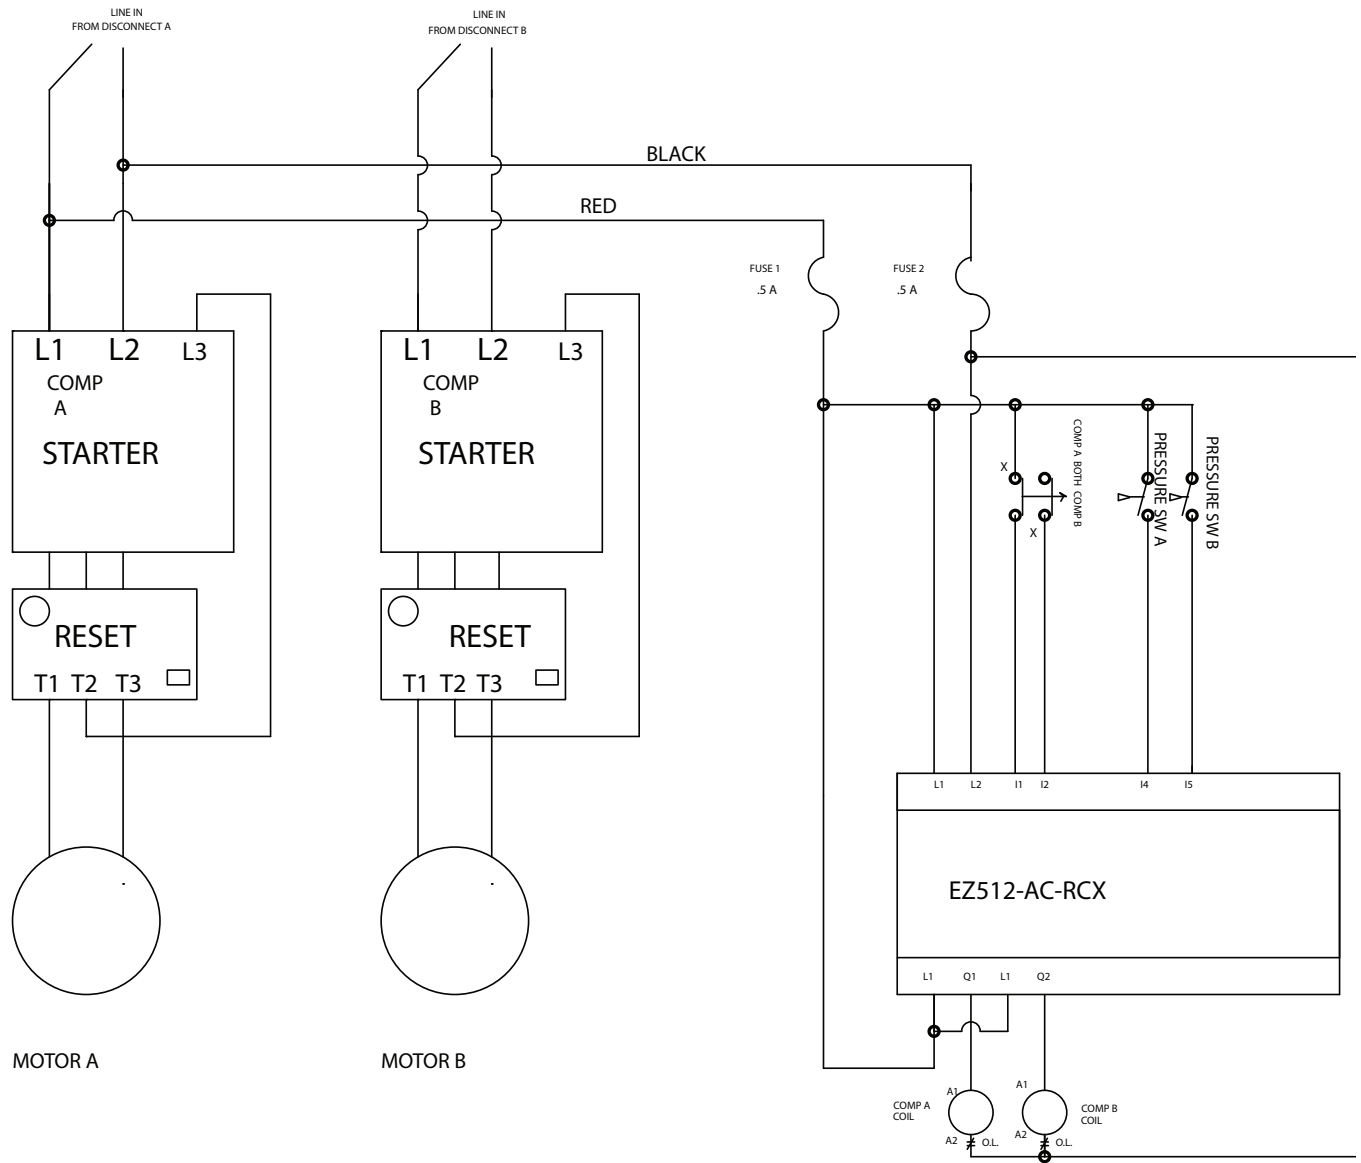 LINE IN
FROM DISCONNECT A
LINE IN
FROM DISCONNECT B
BLACK
RED
FUSE 1
.5 A
FUSE 2
.5 A
L1 L2 L3
COMP
A
STARTER
L1 L2 L3
COMP
B
STARTER
COMP A BOTH COMP B
X
X
PRESSURE SW A
PRESSURE SW B
RESET
T1 T2 T3
RESET
T1 T2 T3
L1 L2 I1 I2 I4 I5
EZ512-AC-RCX
L1 Q1 L1 Q2
MOTOR A
MOTOR B
A1
COMP A
COIL
A2
O.L.
A1
COMP B
COIL
A2
O.L.